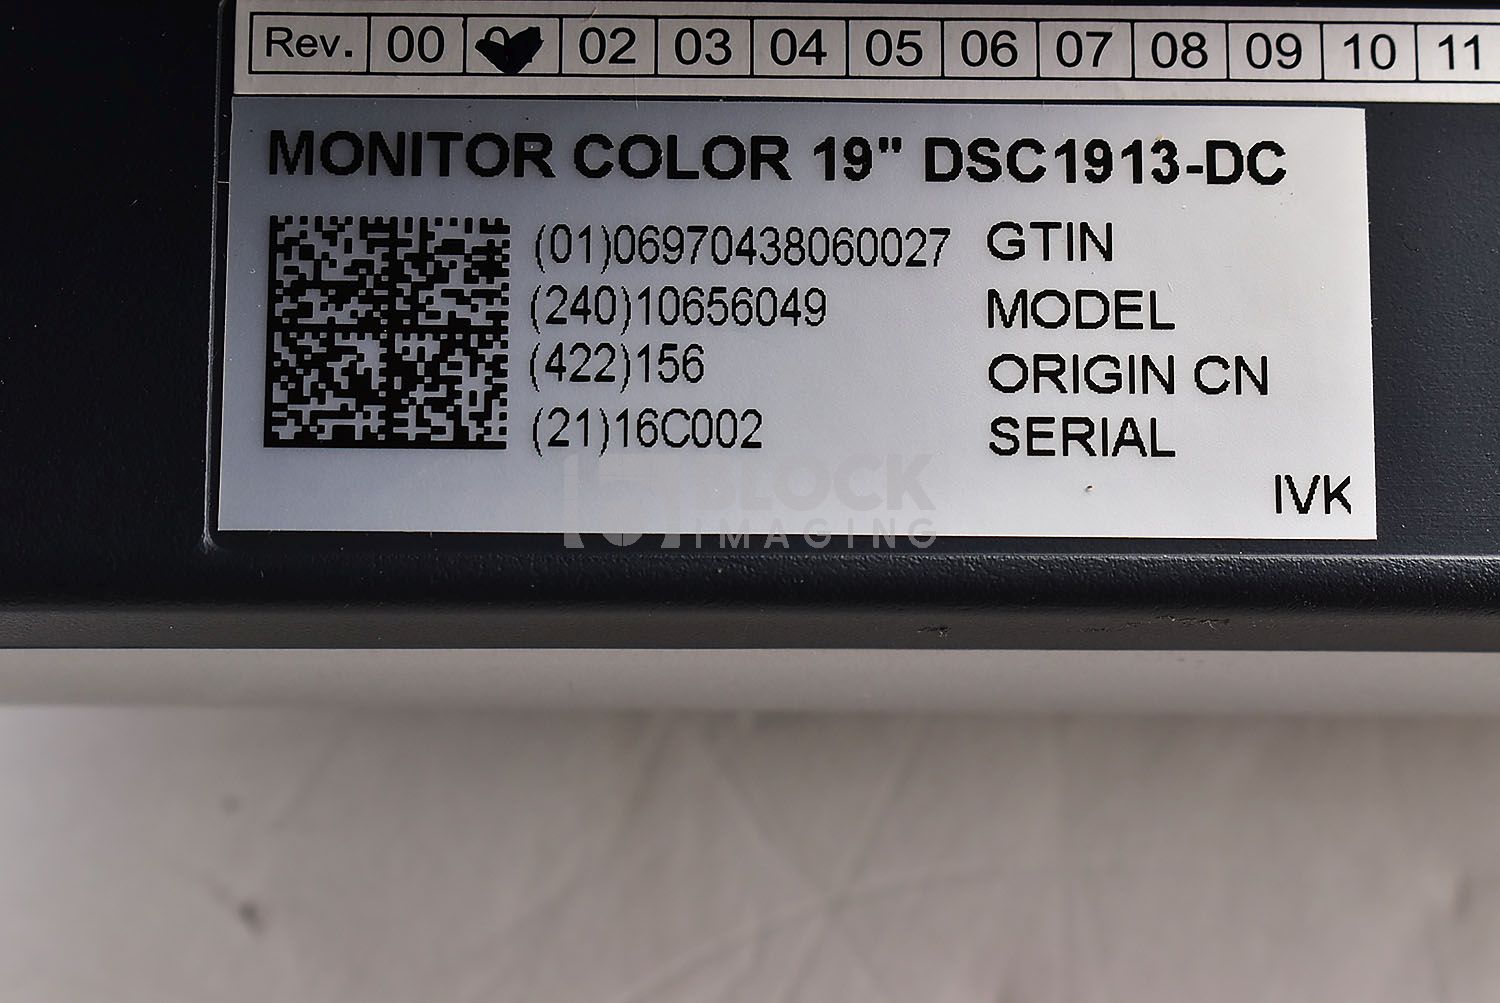 Rev. 00 02 03 04 05 06 07 08 09 10 11
MONITOR COLOR 19" DSC1913-DC
(01)06970438060027 GTIN
(240)10656049 MODEL
(422)156 ORIGIN CN
(21)16C002 SERIAL
IVK
BLOCK
IMAGING